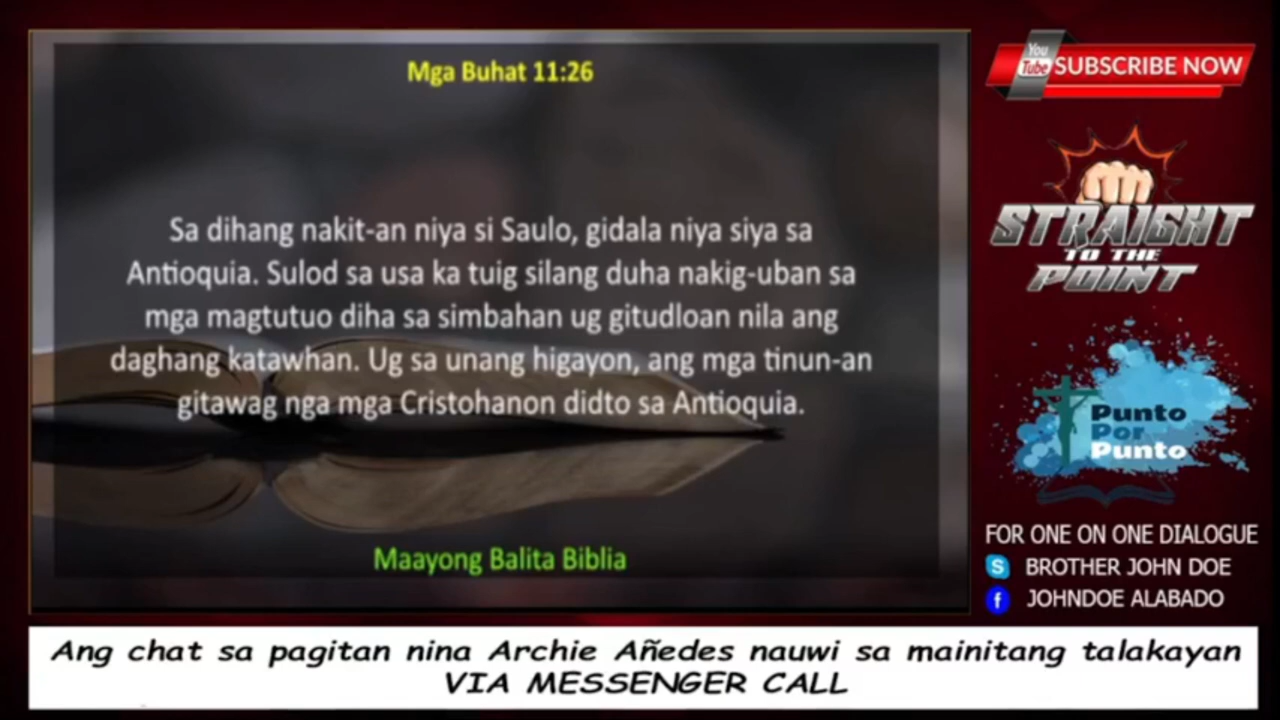 Mga Buhat 11:26
Sa dihang nakit-an niya si Saulo, gidala niya siya sa
Antioquia. Sulod sa usa ka tuig silang duha nakig-uban sa
mga magtutuo diha sa simbahan ug gitudloan nila ang
daghang katawhan. Ug sa unang higayon, ang mga tinun-an
gitawag nga mga Cristohanon didto sa Antioquia.
Maayong Balita Biblia
You
Tube
SUBSCRIBE NOW
STRAIGHT
TO THE
POINT
Punto
Por
Punto
FOR ONE ON ONE DIALOGUE
S BROTHER JOHN DOE
f JOHNDOE ALABADO
Ang chat sa pagitan nina Archie Añedes nauwi sa mainitang talakayan
VIA MESSENGER CALL